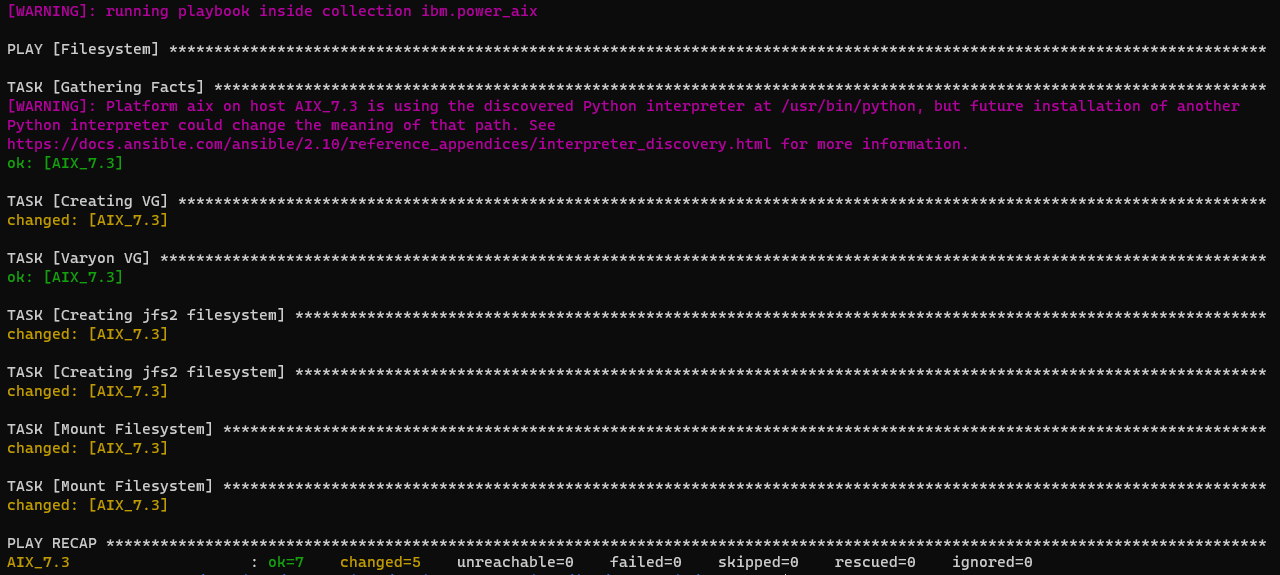 [WARNING]: running playbook inside collection ibm.power_aix
PLAY [Filesystem] **************************************************************************************************************************
TASK [Gathering Facts] *********************************************************************************************************************
[WARNING]: Platform aix on host AIX_7.3 is using the discovered Python interpreter at /usr/bin/python, but future installation of another
Python interpreter could change the meaning of that path. See
https://docs.ansible.com/ansible/2.10/reference_appendices/interpreter_discovery.html for more information.
ok: [AIX_7.3]
TASK [Creating VG] *************************************************************************************************************************
changed: [AIX_7.3]
TASK [Varyon VG] ***************************************************************************************************************************
ok: [AIX_7.3]
TASK [Creating jfs2 filesystem] ************************************************************************************************************
changed: [AIX_7.3]
TASK [Creating jfs2 filesystem] ************************************************************************************************************
changed: [AIX_7.3]
TASK [Mount Filesystem] ********************************************************************************************************************
changed: [AIX_7.3]
TASK [Mount Filesystem] ********************************************************************************************************************
changed: [AIX_7.3]
PLAY RECAP *********************************************************************************************************************************
AIX_7.3                    : ok=7    changed=5    unreachable=0    failed=0    skipped=0    rescued=0    ignored=0